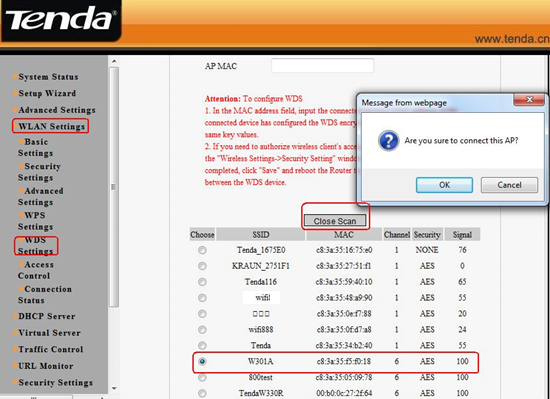 Tenda
www.tenda.cn
System Status
Setup Wizard
Advanced Settings
WLAN Settings
Basic
Settings
Security
Settings
Advanced
Settings
WPS
Settings
WDS
Settings
Access
Control
Connection
Status
DHCP Server
Virtual Server
Traffic Control
URL Monitor
Security Settings
AP MAC
Attention: To configure WDS
1. In the MAC address field, input the connected
connected device has configured the WDS encry
same key values.
2. If you need to authorize wireless client's access
the "Wireless Settings->Security Setting" window
completed, click "Save" and reboot the Router t
between the WDS device.
Message from webpage
Are you sure to connect this AP?
OK Cancel
Close Scan
Choose SSID MAC Channel Security Signal
Tenda_1675E0 c8:3a:35:16:75:e0 1 NONE 76
KRAUN_2751F1 c8:3a:35:27:51:f1 1 AES 0
Tenda116 c8:3a:35:59:40:10 1 AES 65
wifi! c8:3a:35:48:a9:90 1 AES 55
□□□ c8:3a:35:0e:f7:88 1 AES 20
wifi888 c8:3a:35:0f:d7:a8 1 AES 24
Tenda c8:3a:35:34:b2:40 1 AES 55
W301A c8:3a:35:f5:f0:18 6 AES 100
800test c8:3a:35:05:09:78 6 AES 100
TendaW330R 00:b0:0c:27:2f:64 6 AES 100